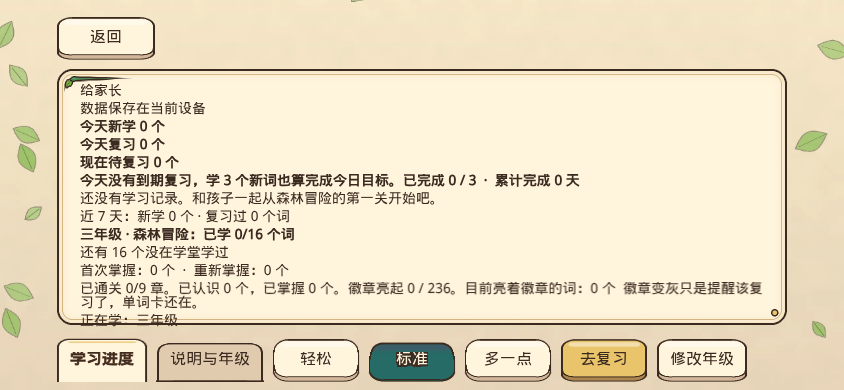 返回
给家长
数据保存在当前设备
今天新学 0 个
今天复习 0 个
现在待复习 0 个
今天没有到期复习，学 3 个新词也算完成今日目标。已完成 0 / 3 · 累计完成 0 天
还没有学习记录。和孩子一起从森林冒险的第一关开始吧。
近 7 天：新学 0 个 · 复习过 0 个词
三年级 · 森林冒险：已学 0/16 个词
还有 16 个没在学堂学过
首次掌握：0 个 · 重新掌握：0 个
已通关 0/9 章。已认识 0 个，已掌握 0 个。徽章亮起 0 / 236。目前亮着徽章的词：0 个 徽章变灰只是提醒该复
习了，单词卡还在。
正在学：三年级
学习进度 说明与年级 轻松 标准 多一点 去复习 修改年级